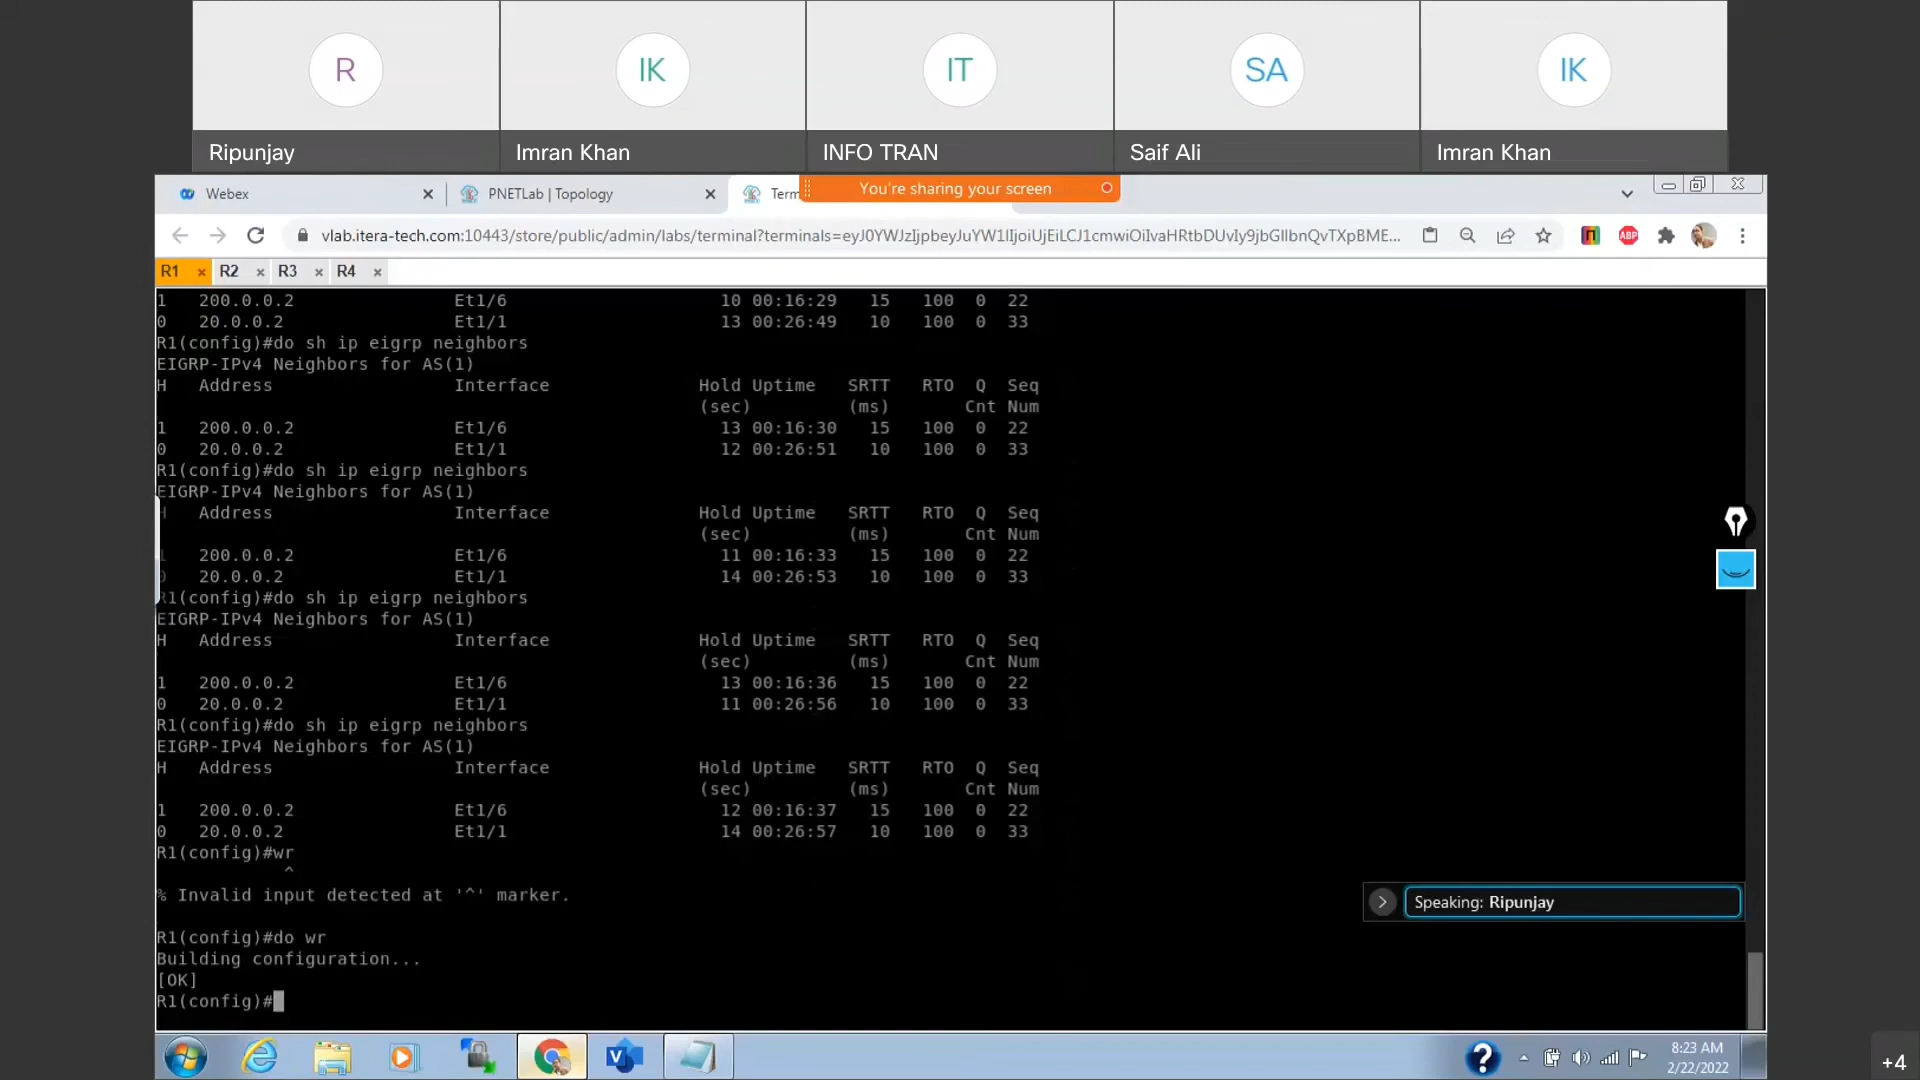 R IK IT SA IK
Ripunjay Imran Khan INFO TRAN Saif Ali Imran Khan
Webex PNETLab | Topology Term You're sharing your screen
vlab.itera-tech.com:10443/store/public/admin/labs/terminal?terminals=eyJ0YWJzIjpbeyJuYW1lIjoiUjEiLCJ1cmwiOiIvaHRtbDUvIy9jbGllbnQvTXpBME... ABP
R1 × R2 × R3 × R4 ×
1 200.0.0.2 Et1/6 10 00:16:29 15 100 0 22
0 20.0.0.2 Et1/1 13 00:26:49 10 100 0 33
R1(config)#do sh ip eigrp neighbors
EIGRP-IPv4 Neighbors for AS(1)
H Address Interface Hold Uptime SRTT RTO Q Seq
(sec) (ms) Cnt Num
1 200.0.0.2 Et1/6 13 00:16:30 15 100 0 22
0 20.0.0.2 Et1/1 12 00:26:51 10 100 0 33
R1(config)#do sh ip eigrp neighbors
EIGRP-IPv4 Neighbors for AS(1)
H Address Interface Hold Uptime SRTT RTO Q Seq
(sec) (ms) Cnt Num
1 200.0.0.2 Et1/6 11 00:16:33 15 100 0 22
0 20.0.0.2 Et1/1 14 00:26:53 10 100 0 33
R1(config)#do sh ip eigrp neighbors
EIGRP-IPv4 Neighbors for AS(1)
H Address Interface Hold Uptime SRTT RTO Q Seq
(sec) (ms) Cnt Num
1 200.0.0.2 Et1/6 13 00:16:36 15 100 0 22
0 20.0.0.2 Et1/1 11 00:26:56 10 100 0 33
R1(config)#do sh ip eigrp neighbors
EIGRP-IPv4 Neighbors for AS(1)
H Address Interface Hold Uptime SRTT RTO Q Seq
(sec) (ms) Cnt Num
1 200.0.0.2 Et1/6 12 00:16:37 15 100 0 22
0 20.0.0.2 Et1/1 14 00:26:57 10 100 0 33
R1(config)#wr
^
% Invalid input detected at '^' marker.
Speaking: Ripunjay
R1(config)#do wr
Building configuration...
[OK]
R1(config)#
8:23 AM
2/22/2022
+4